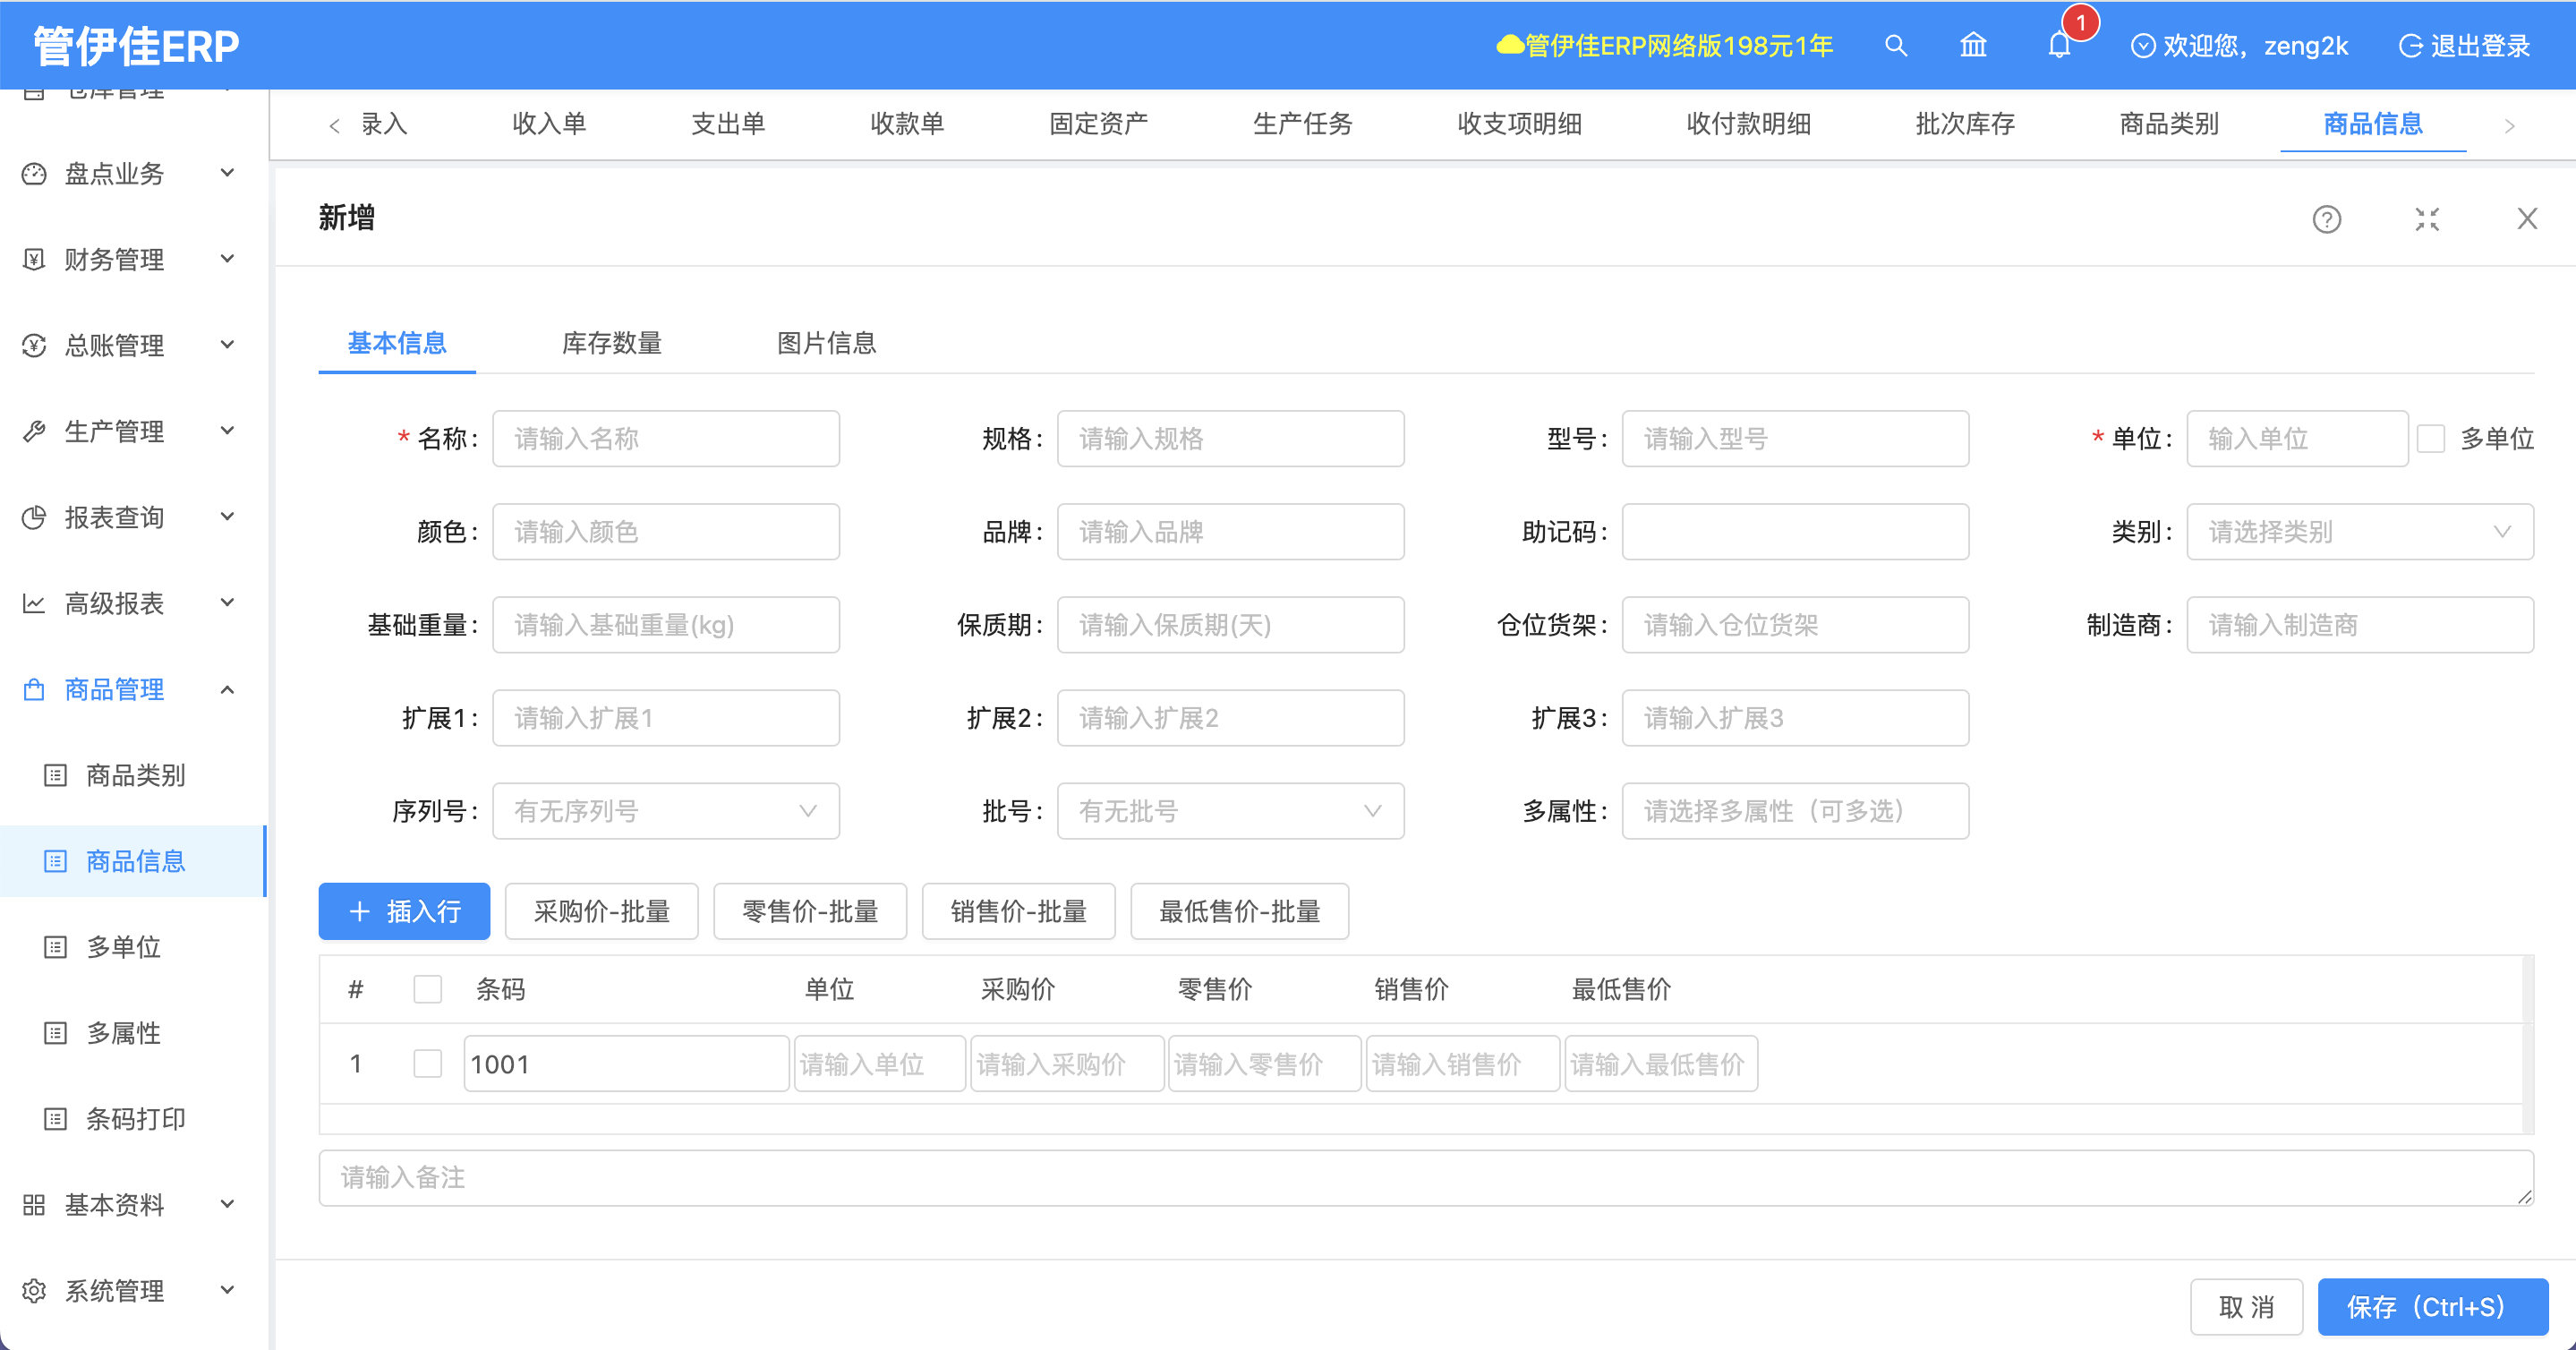 管伊佳ERP
管伊佳ERP网络版198元1年
1
欢迎您，zeng2k
退出登录
仓库管理
盘点业务
财务管理
总账管理
生产管理
报表查询
高级报表
商品管理
商品类别
商品信息
多单位
多属性
条码打印
基本资料
系统管理
录入 收入单 支出单 收款单 固定资产 生产任务 收支项明细 收付款明细 批次库存 商品类别 商品信息
新增
基本信息 库存数量 图片信息
* 名称: 请输入名称 规格: 请输入规格 型号: 请输入型号 * 单位: 输入单位 多单位
颜色: 请输入颜色 品牌: 请输入品牌 助记码: 类别: 请选择类别
基础重量: 请输入基础重量(kg) 保质期: 请输入保质期(天) 仓位货架: 请输入仓位货架 制造商: 请输入制造商
扩展1: 请输入扩展1 扩展2: 请输入扩展2 扩展3: 请输入扩展3
序列号: 有无序列号 批号: 有无批号 多属性: 请选择多属性（可多选）
+ 插入行 采购价-批量 零售价-批量 销售价-批量 最低售价-批量
# 条码 单位 采购价 零售价 销售价 最低售价
1 1001 请输入单位 请输入采购价 请输入零售价 请输入销售价 请输入最低售价
请输入备注
取 消 保存（Ctrl+S）